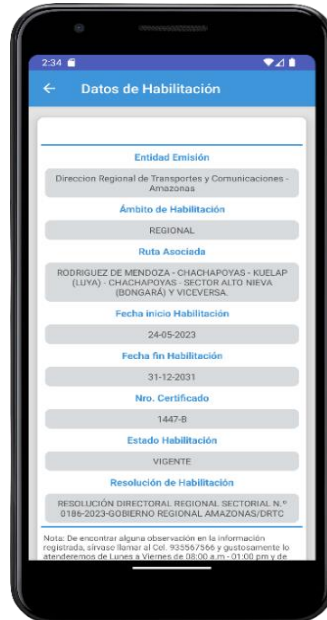 2:34
Datos de Habilitación
Entidad Emisión
Direccion Regional de Transportes y Comunicaciones -
Amazonas
Ámbito de Habilitación
REGIONAL
Ruta Asociada
RODRIGUEZ DE MENDOZA - CHACHAPOYAS - KUELAP
(LUYA) - CHACHAPOYAS - SECTOR ALTO NIEVA
(BONGARÁ) Y VICEVERSA.
Fecha inicio Habilitación
24-05-2023
Fecha fin Habilitación
31-12-2031
Nro. Certificado
1447-B
Estado Habilitación
VIGENTE
Resolución de Habilitación
RESOLUCIÓN DIRECTORAL REGIONAL SECTORIAL N.º
0186-2023-GOBIERNO REGIONAL AMAZONAS/DRTC
Nota: De encontrar alguna observación en la información
registrada, sírvase llamar al Cel. 935567566 y gustosamente lo
atenderemos de Lunes a Viernes de 08:00 a.m - 01:00 pm y de